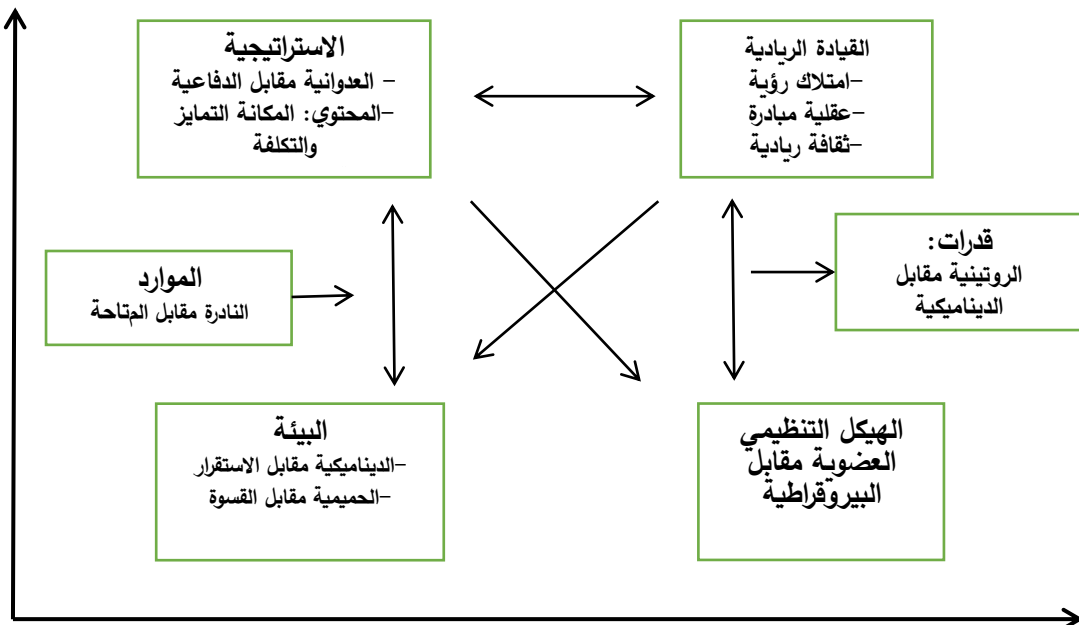 القيادة الريادية
-امتلاك رؤية
-عقلية مبادرة
-ثقافة ريادية
الاستراتيجية
- العدوانية مقابل الدفاعية
-المحتوي: المكانة التمايز
والتكلفة
قدرات:
الروتينية مقابل
الديناميكية
الموارد
النادرة مقابل المتاحة
الهيكل التنظيمي
العضوية مقابل
البيروقراطية
البيئة
-الديناميكية مقابل الاستقرار
-الحميمية مقابل القسوة